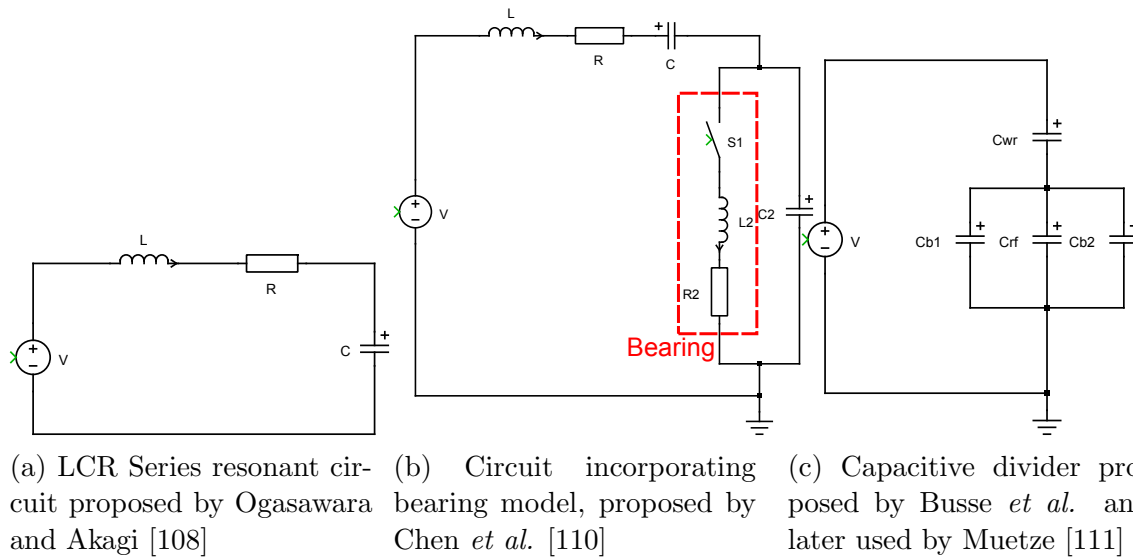 L
R
V
C
L
R
C
V
S1
L2
R2
C2
Bearing
V
Cwr
Cb1
Crf
Cb2
(a) LCR Series resonant cir-
cuit proposed by Ogasawara
and Akagi [108]
(b) Circuit incorporating
bearing model, proposed by
Chen et al. [110]
(c) Capacitive divider pro
posed by Busse et al. an
later used by Muetze [111]